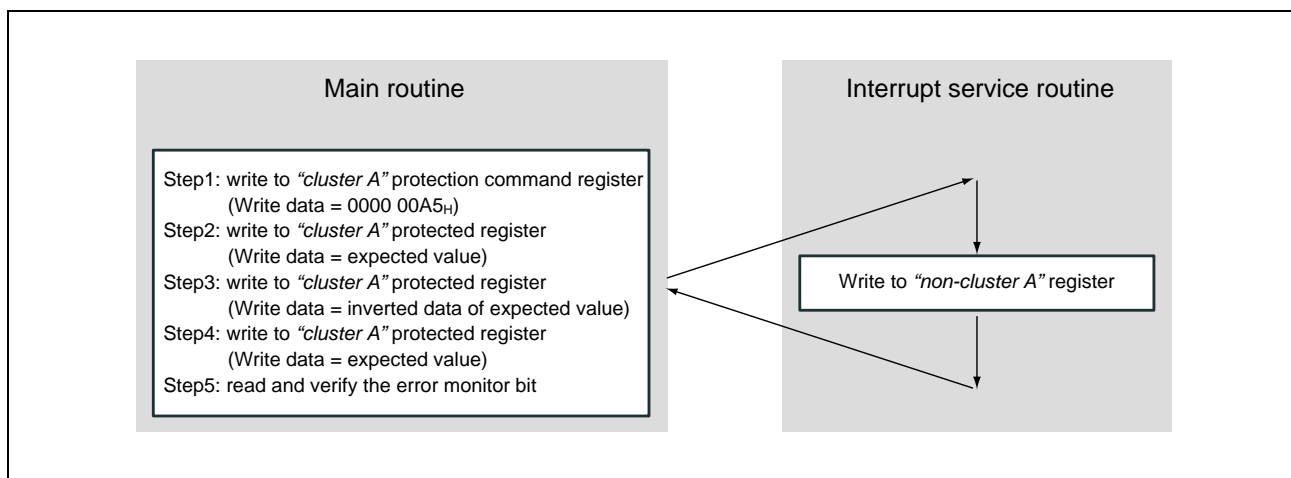 Main routine
Step1: write to “cluster A” protection command register
(Write data = 0000 00A5H)
Step2: write to “cluster A” protected register
(Write data = expected value)
Step3: write to “cluster A” protected register
(Write data = inverted data of expected value)
Step4: write to “cluster A” protected register
(Write data = expected value)
Step5: read and verify the error monitor bit
Interrupt service routine
Write to “non-cluster A” register